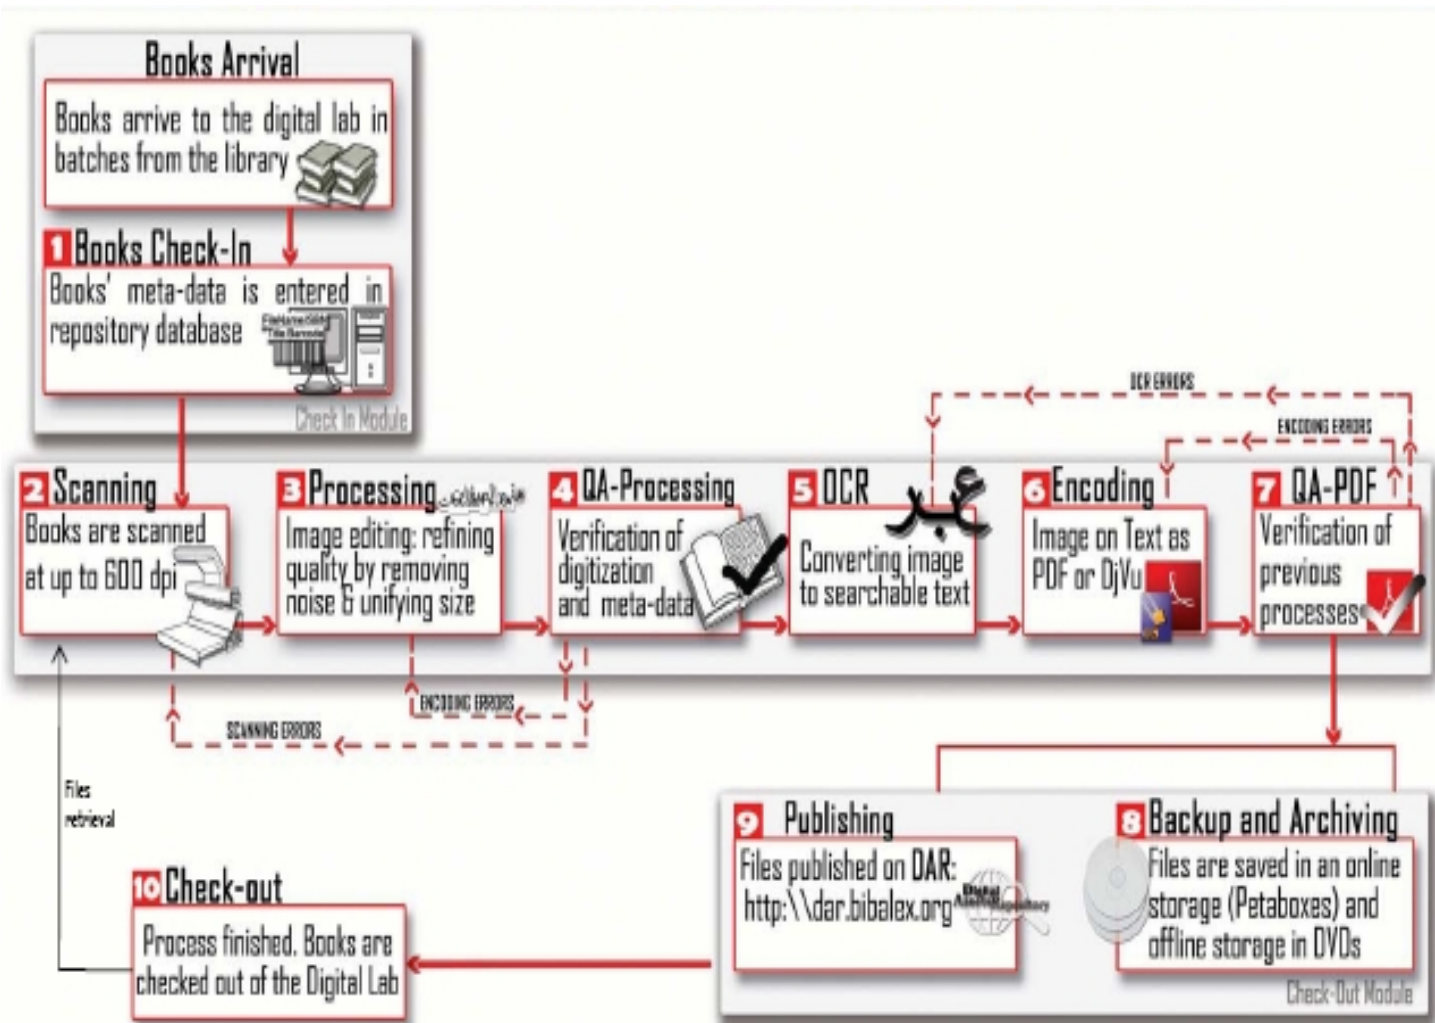 Books Arrival
Books arrive to the digital lab in
batches from the library
1 Books Check-In
Books' meta-data is entered in
repository database
Title Barcode
Check In Module
OCR ERRORS
ENCODING ERRORS
2 Scanning
Books are scanned
at up to 600 dpi
3 Processing
Image editing: refining
quality by removing
noise & unifying size
4 QA-Processing
Verification of
digitization
and meta-data
5 OCR
عبد
Converting image
to searchable text
6 Encoding
Image on Text as
PDF or DjVu
7 QA-PDF
Verification of
previous
processes
ENCODING ERRORS
SCANNING ERRORS
Files
retrieval
9 Publishing
Files published on DAR:
http:\\dar.bibalex.org
Digital
Repository
8 Backup and Archiving
Files are saved in an online
storage (Petaboxes) and
offline storage in DVDs
Check-Out Module
10 Check-out
Process finished. Books are
checked out of the Digital Lab